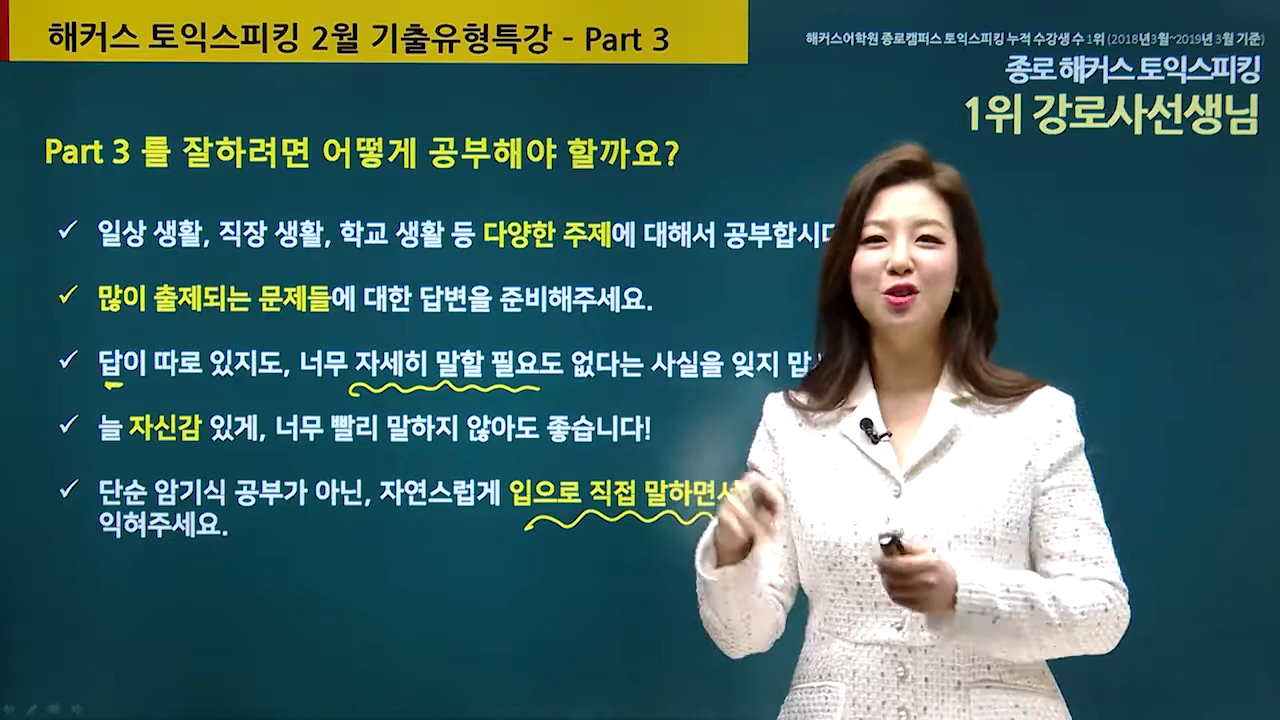 해커스 토익스피킹 2월 기출유형특강 - Part 3
해커스어학원 종로캠퍼스 토익스피킹 누적 수강생 수 1위 (2018년3월~2019년 3월 기준)
종로 해커스 토익스피킹
1위 강로사선생님
Part 3 를 잘하려면 어떻게 공부해야 할까요?
✓ 일상 생활, 직장 생활, 학교 생활 등 다양한 주제에 대해서 공부합시다
✓ 많이 출제되는 문제들에 대한 답변을 준비해주세요.
✓ 답이 따로 있지도, 너무 자세히 말할 필요도 없다는 사실을 잊지 맙
✓ 늘 자신감 있게, 너무 빨리 말하지 않아도 좋습니다!
✓ 단순 암기식 공부가 아닌, 자연스럽게 입으로 직접 말하면서
익혀주세요.